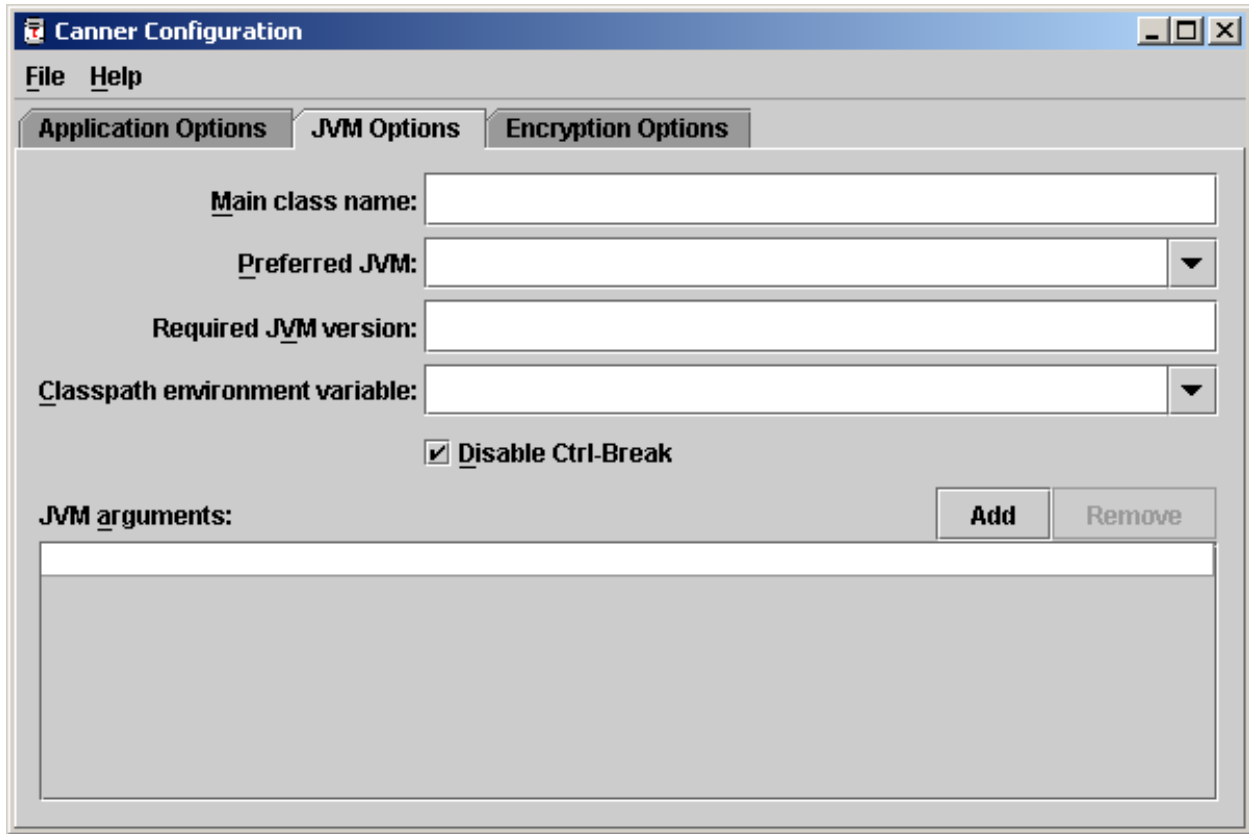 Canner Configuration
File Help
Application Options JVM Options Encryption Options
Main class name:
Preferred JVM:
Required JVM version:
Classpath environment variable:
Disable Ctrl-Break
JVM arguments: Add Remove